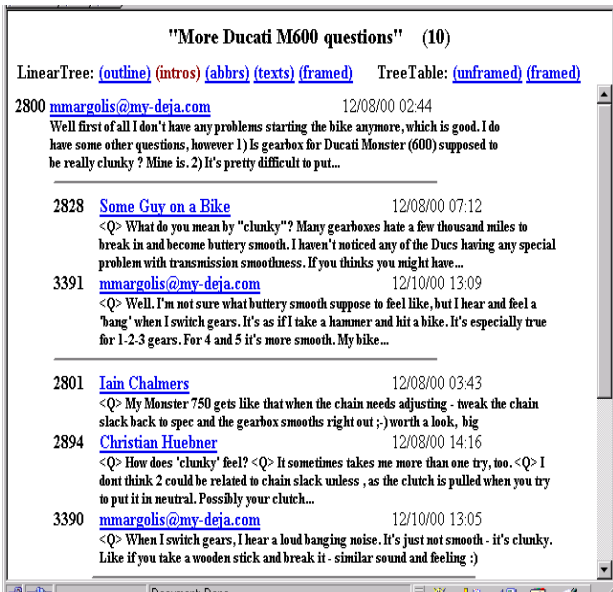 "More Ducati M600 questions" (10)
LinearTree: (outline) (intros) (abbrs) (texts) (framed) TreeTable: (unframed) (framed)
2800 mmargolis@my-deja.com 12/08/00 02:44
Well first of all I don't have any problems starting the bike anymore, which is good. I do
have some other questions, however 1) Is gearbox for Ducati Monster (600) supposed to
be really clunky ? Mine is. 2) It's pretty difficult to put...
2828 Some Guy on a Bike 12/08/00 07:12
<Q> What do you mean by "clunky"? Many gearboxes hate a few thousand miles to
break in and become buttery smooth. I haven't noticed any of the Ducs having any special
problem with transmission smoothness. If you thinks you might have...
3391 mmargolis@my-deja.com 12/10/00 13:09
<Q> Well. I'm not sure what buttery smooth suppose to feel like, but I hear and feel a
'bang' when I switch gears. It's as if I take a hammer and hit a bike. It's especially true
for 1-2-3 gears. For 4 and 5 it's more smooth. My bike...
2801 Iain Chalmers 12/08/00 03:43
<Q> My Monster 750 gets like that when the chain needs adjusting - tweak the chain
slack back to spec and the gearbox smooths right out ;-) worth a look, big
2894 Christian Huebner 12/08/00 14:16
<Q> How does 'clunky' feel? <Q> It sometimes takes me more than one try, too. <Q> I
dont think 2 could be related to chain slack unless , as the clutch is pulled when you try
to put it in neutral. Possibly your clutch...
3390 mmargolis@my-deja.com 12/10/00 13:05
<Q> When I switch gears, I hear a loud banging noise. It's just not smooth - it's clunky.
Like if you take a wooden stick and break it - similar sound and feeling :)
Document: Done